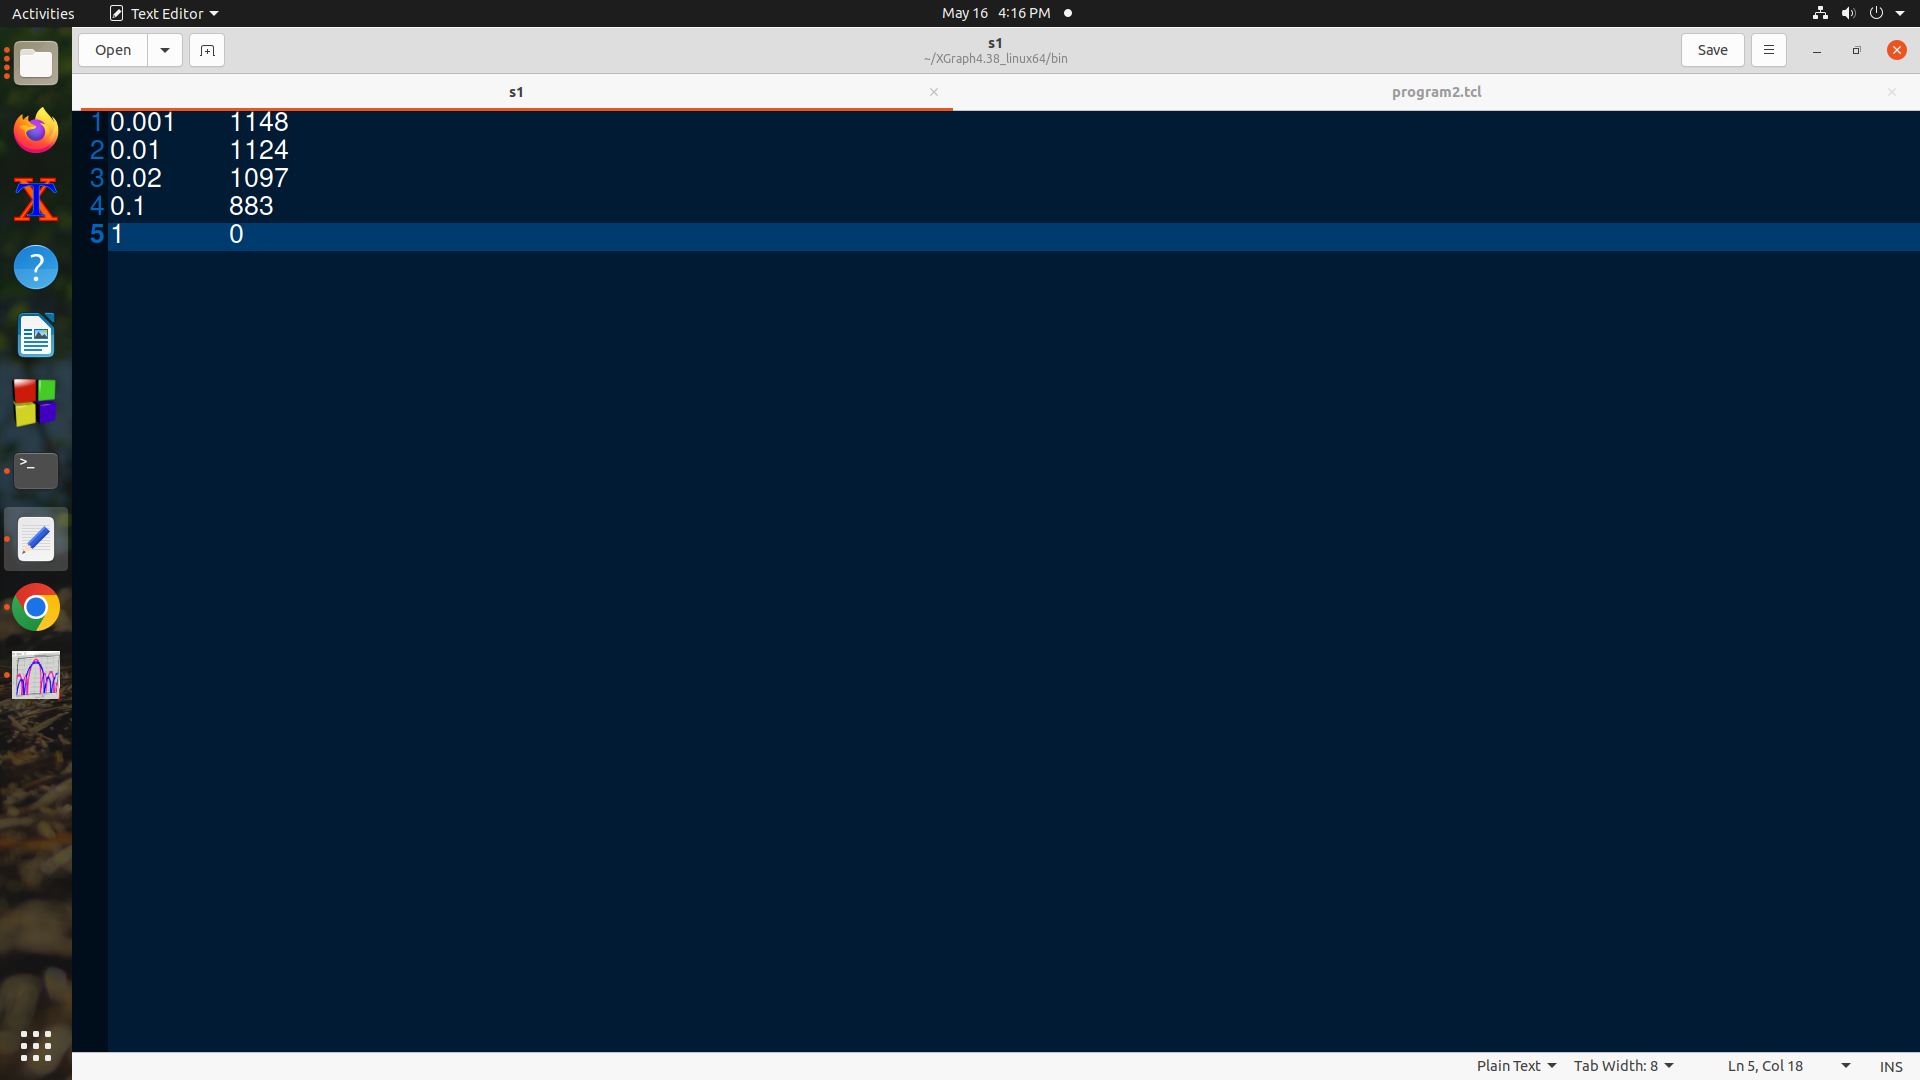 Activities Text Editor May 16 4:16 PM
Open s1 Save
~/XGraph4.38_linux64/bin
s1 program2.tcl
1 0.001 1148
2 0.01 1124
3 0.02 1097
4 0.1 883
5 1 0
Plain Text Tab Width: 8 Ln 5, Col 18 INS